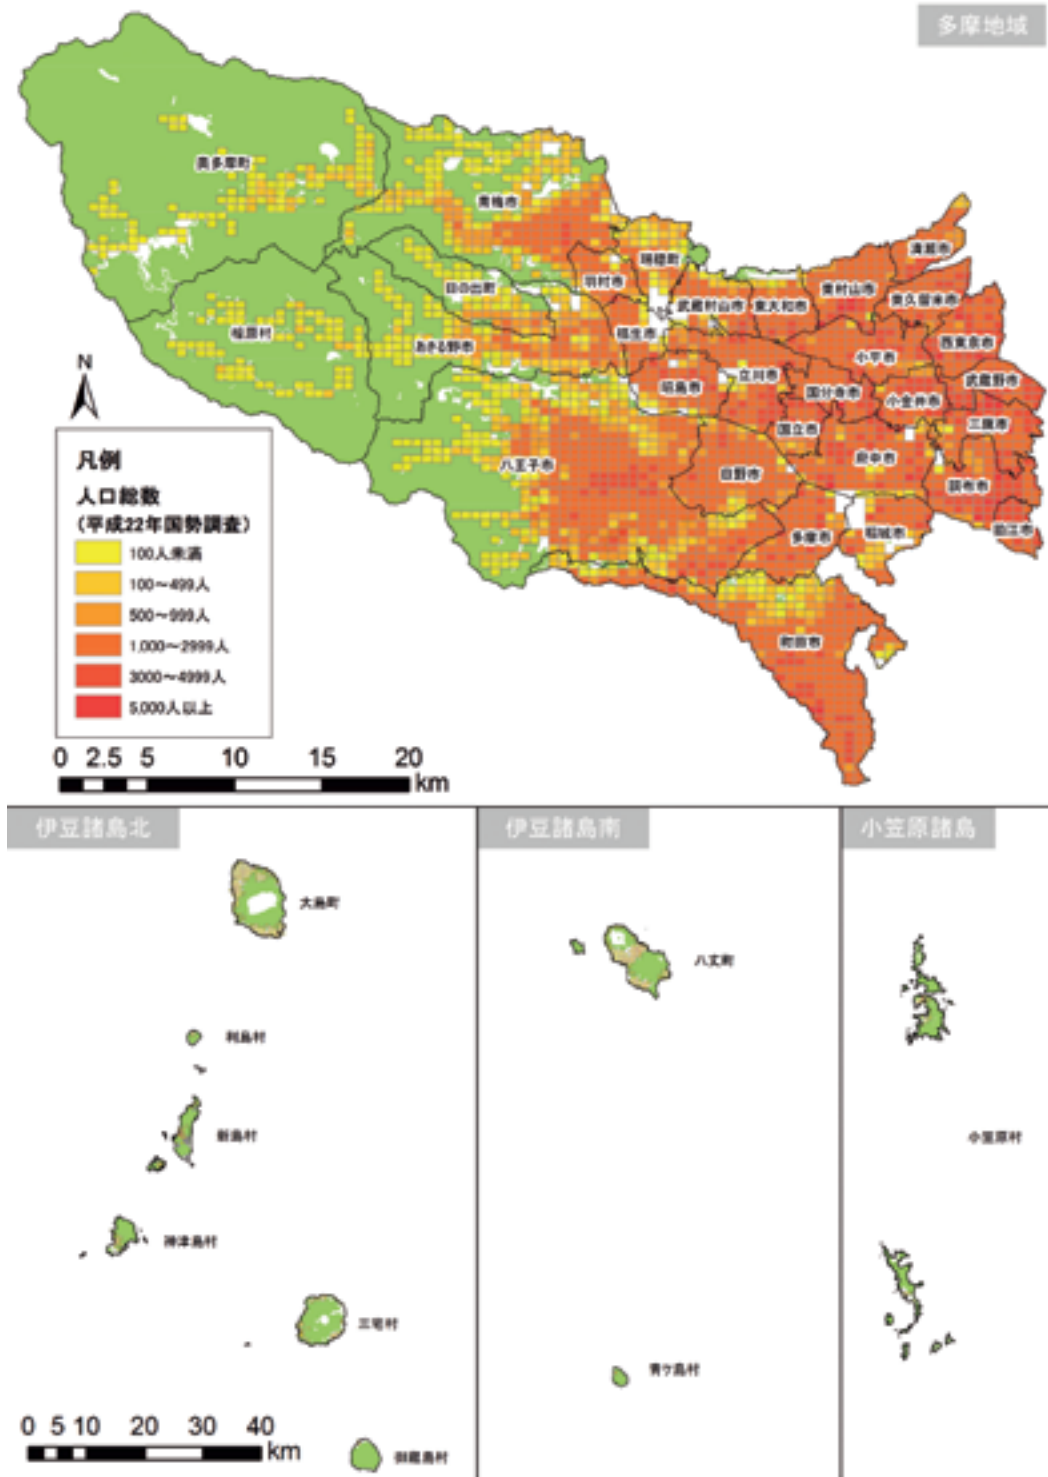 多摩地域
奥多摩町
青梅市
瑞穂町
清瀬市
日の出町
羽村市
武蔵村山市
東大和市
東村山市
東久留米市
檜原村
あきる野市
福生市
小平市
西東京市
昭島市
立川市
国分寺市
小金井市
武蔵野市
国立市
三鷹市
八王子市
日野市
府中市
調布市
多摩市
稲城市
狛江市
町田市
N
凡例
人口総数
(平成22年国勢調査)
100人未満
100～499人
500～999人
1,000～2999人
3000～4999人
5,000人以上
0 2.5 5 10 15 20
km
伊豆諸島北
伊豆諸島南
小笠原諸島
大島町
八丈町
利島村
新島村
小笠原村
神津島村
三宅村
青ケ島村
御蔵島村
0 5 10 20 30 40
km